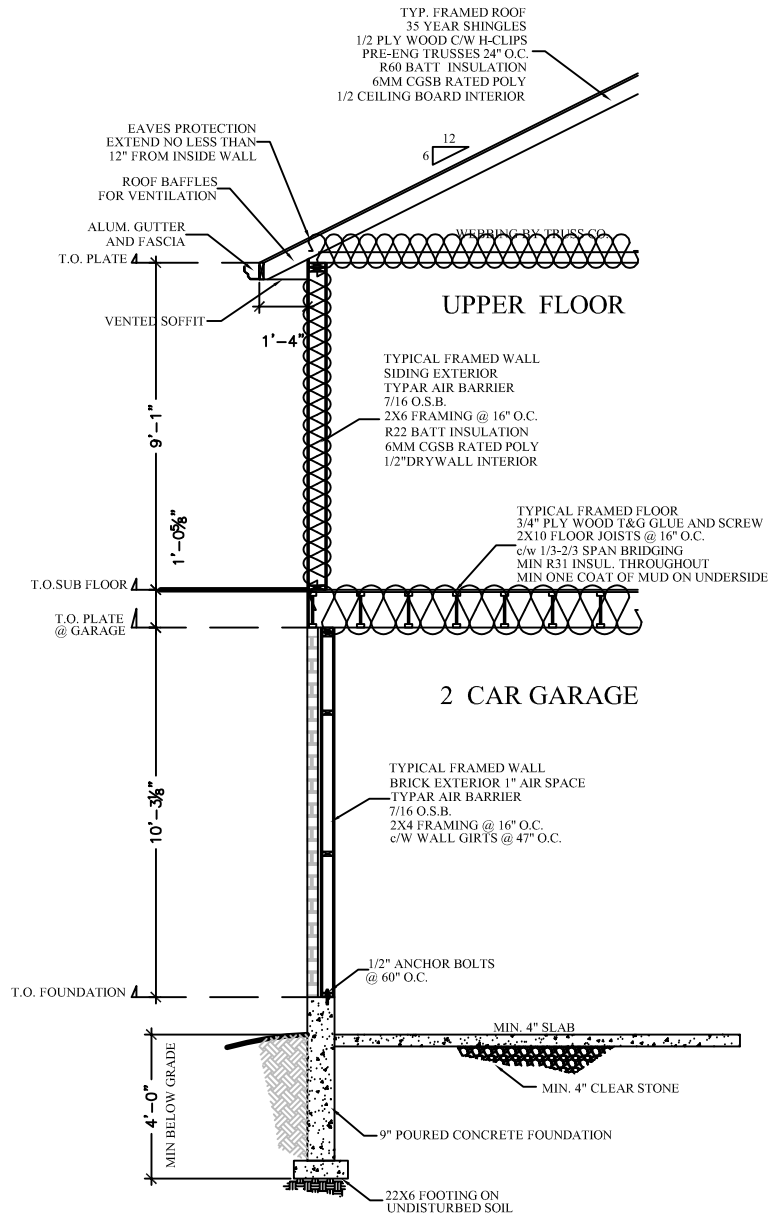 TYP. FRAMED ROOF
35 YEAR SHINGLES
1/2 PLY WOOD C/W H-CLIPS
PRE-ENG TRUSSES 24" O.C.
R60 BATT INSULATION
6MM CGSB RATED POLY
1/2 CEILING BOARD INTERIOR
12
6
EAVES PROTECTION
EXTEND NO LESS THAN
12" FROM INSIDE WALL
ROOF BAFFLES
FOR VENTILATION
ALUM. GUTTER
AND FASCIA
T.O. PLATE
WEBBING BY TRUSS CO.
UPPER FLOOR
VENTED SOFFIT
1'-4"
TYPICAL FRAMED WALL
SIDING EXTERIOR
TYPAR AIR BARRIER
7/16 O.S.B.
2X6 FRAMING @ 16" O.C.
R22 BATT INSULATION
6MM CGSB RATED POLY
1/2"DRYWALL INTERIOR
9'-1"
1'-0⅝"
TYPICAL FRAMED FLOOR
3/4" PLY WOOD T&G GLUE AND SCREW
2X10 FLOOR JOISTS @ 16" O.C.
c/w 1/3-2/3 SPAN BRIDGING
MIN R31 INSUL. THROUGHOUT
MIN ONE COAT OF MUD ON UNDERSIDE
T.O.SUB FLOOR
T.O. PLATE
@ GARAGE
2 CAR GARAGE
TYPICAL FRAMED WALL
BRICK EXTERIOR 1" AIR SPACE
TYPAR AIR BARRIER
7/16 O.S.B.
2X4 FRAMING @ 16" O.C.
c/W WALL GIRTS @ 47" O.C.
10'-3⅛"
1/2" ANCHOR BOLTS
@ 60" O.C.
T.O. FOUNDATION
MIN. 4" SLAB
MIN. 4" CLEAR STONE
4'-0"
MIN BELOW GRADE
9" POURED CONCRETE FOUNDATION
22X6 FOOTING ON
UNDISTURBED SOIL